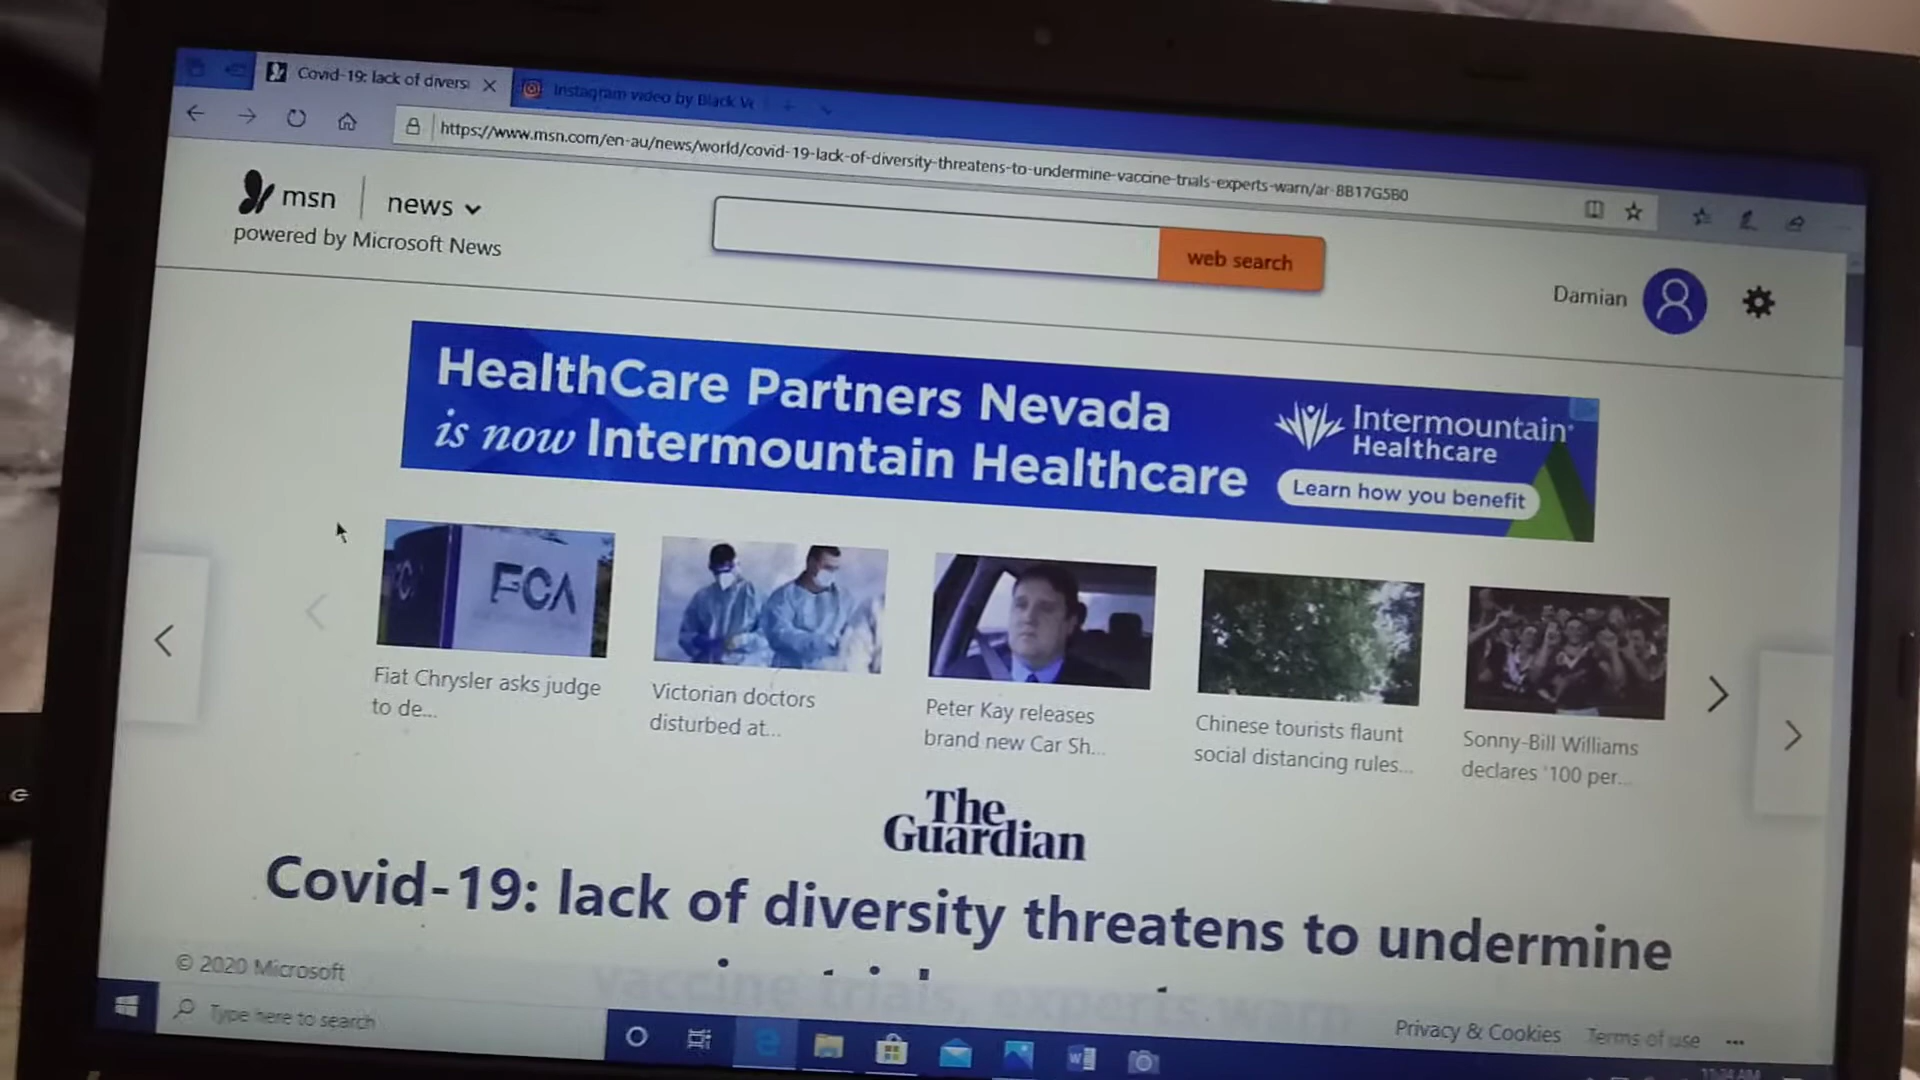 Covid-19: lack of divers
Instagram video by Black Ve
https://www.msn.com/en-au/news/world/covid-19-lack-of-diversity-threatens-to-undermine-vaccine-trials-experts-warn/ar-BB17G5B0
msn
news
powered by Microsoft News
web search
Damian
HealthCare Partners Nevada
is now Intermountain Healthcare
Intermountain
Healthcare
Learn how you benefit
FCA
Fiat Chrysler asks judge
to de...
Victorian doctors
disturbed at...
Peter Kay releases
brand new Car Sh...
Chinese tourists flaunt
social distancing rules...
Sonny-Bill Williams
declares '100 per...
The
Guardian
Covid-19: lack of diversity threatens to undermine
vaccine trials, experts warn
© 2020 Microsoft
Privacy & Cookies
Terms of use
...
Type here to search